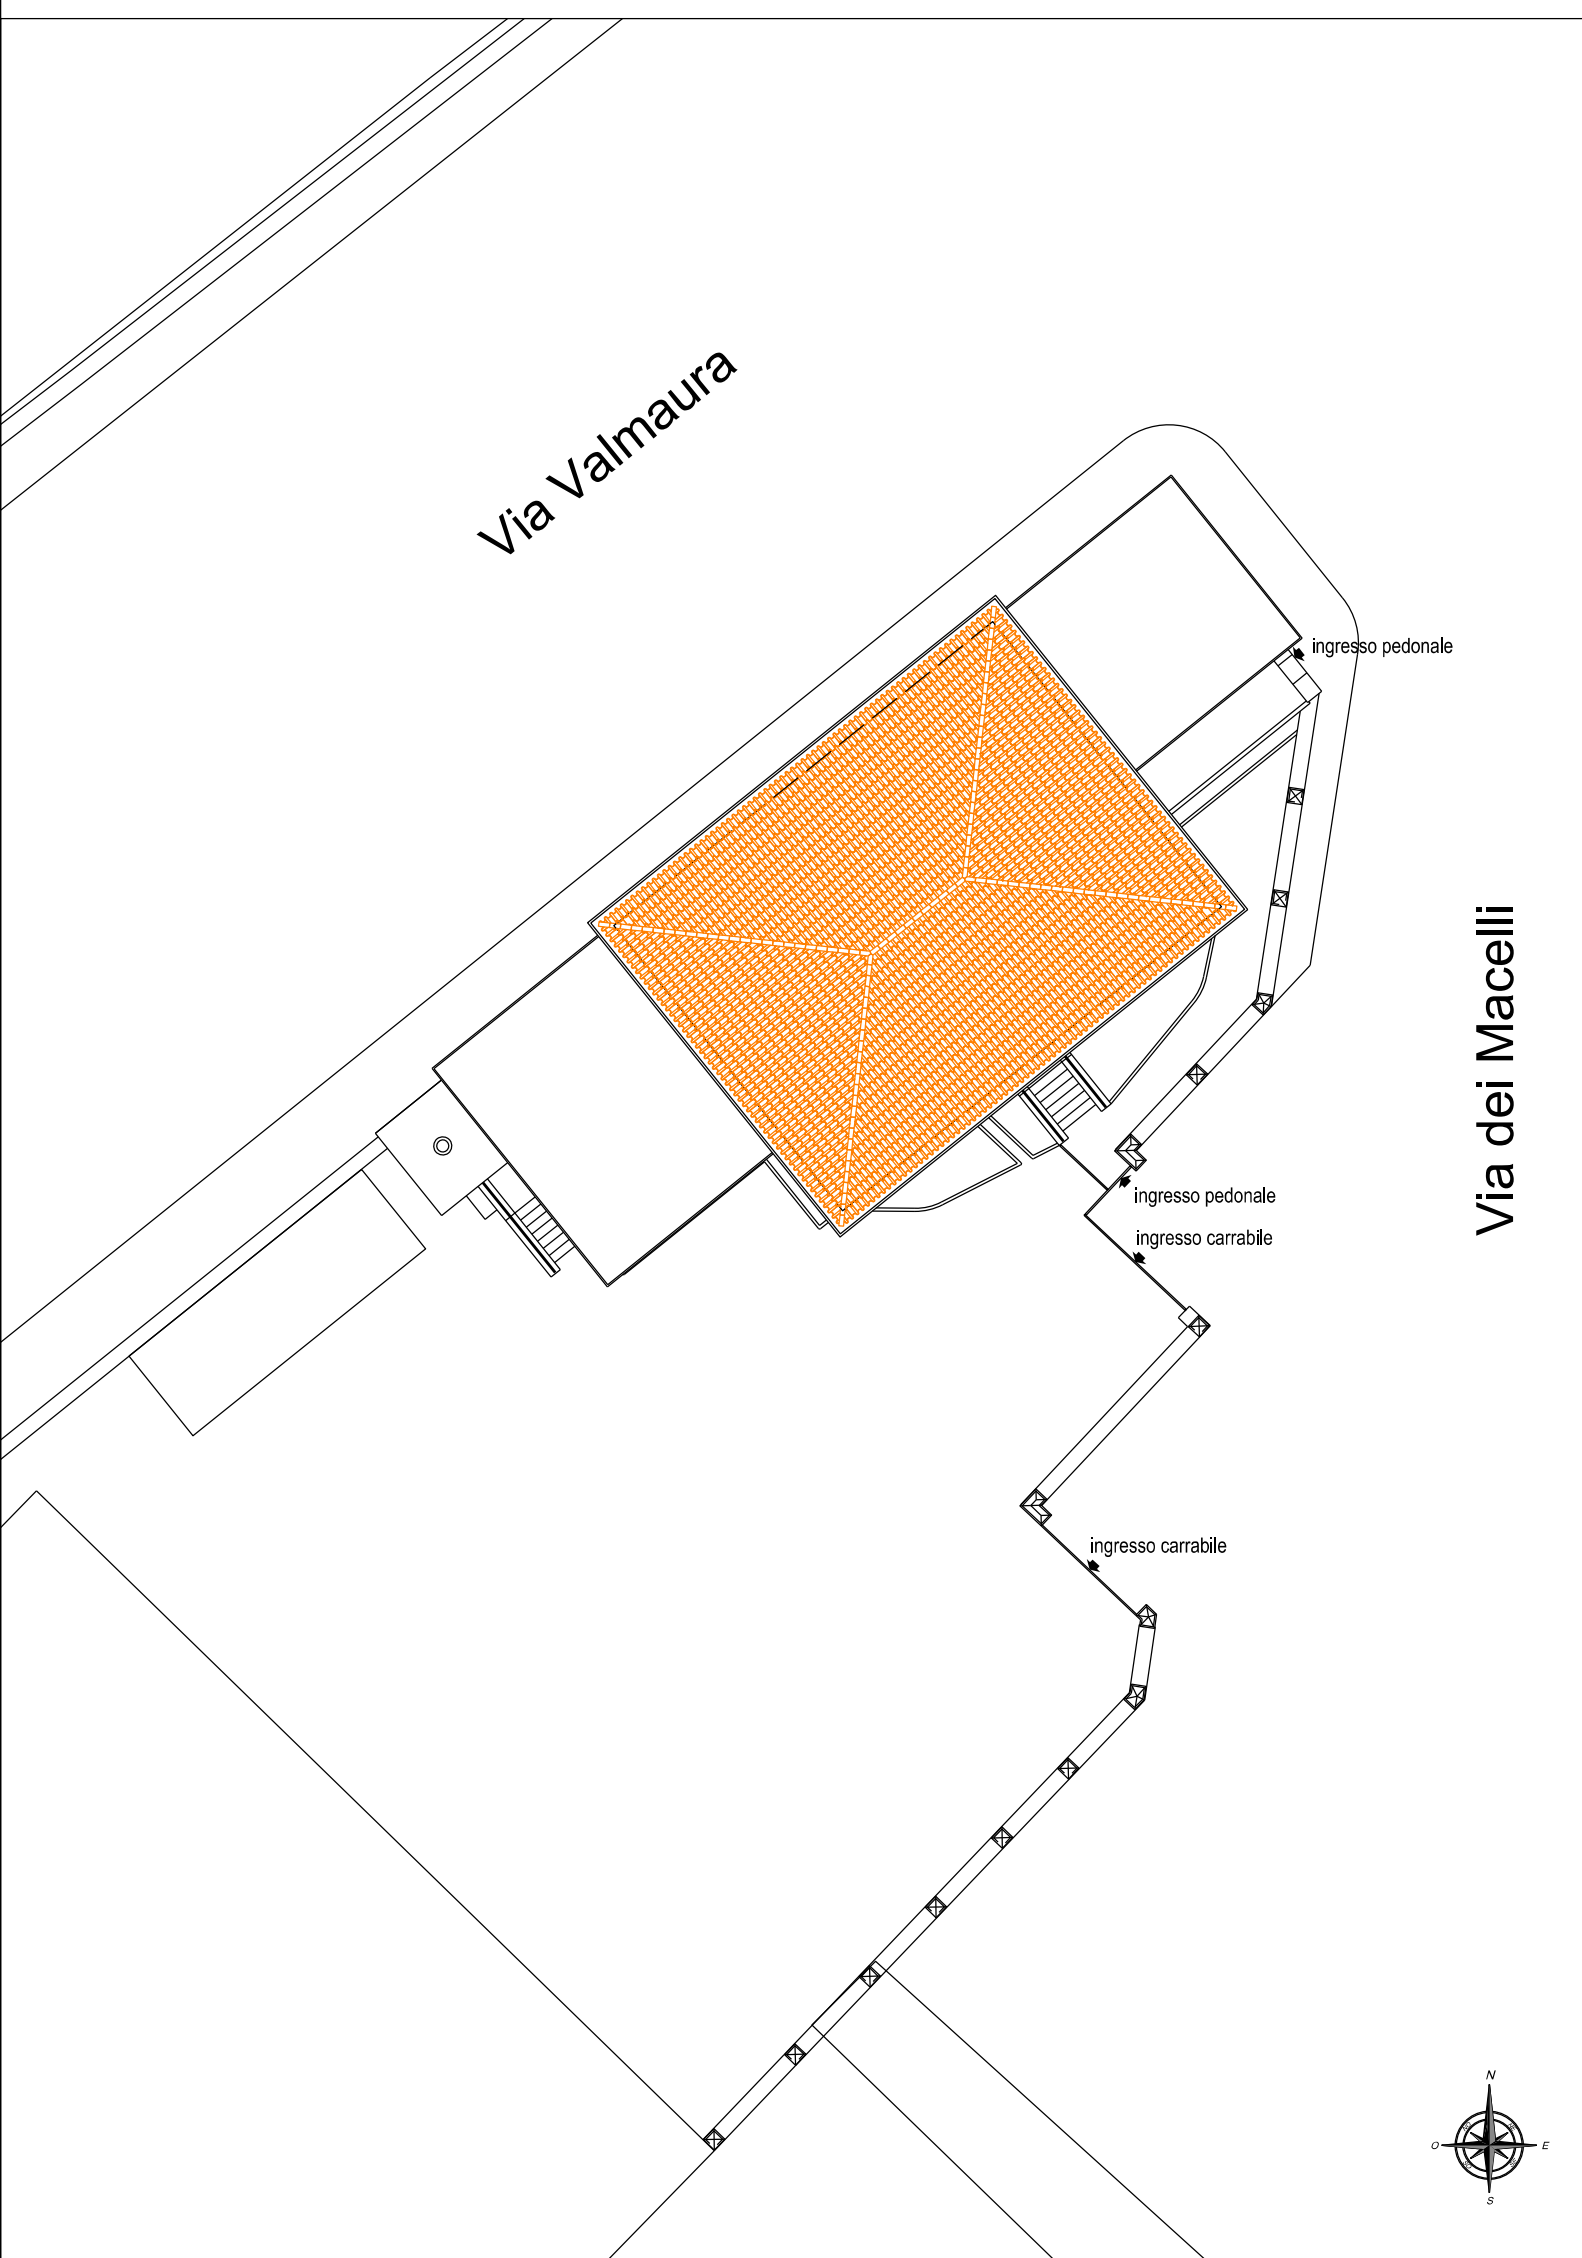 Via Valmaura
ingresso pedonale
Via dei Macelli
ingresso pedonale
ingresso carrabile
ingresso carrabile
N
O
E
S